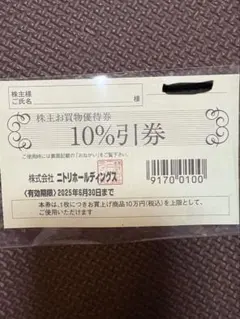 株主様
ご氏名
様
株主お買物優待券
10%引券
ご使用時には裏面記載の「お願い」をご覧下さい。
株式会社 ニトリホールディングス
9170 0100
〈有効期限〉2025年6月30日まで
本券は、1枚につきお買上げ商品10万円(税込)を上限として、
ご使用いただけます